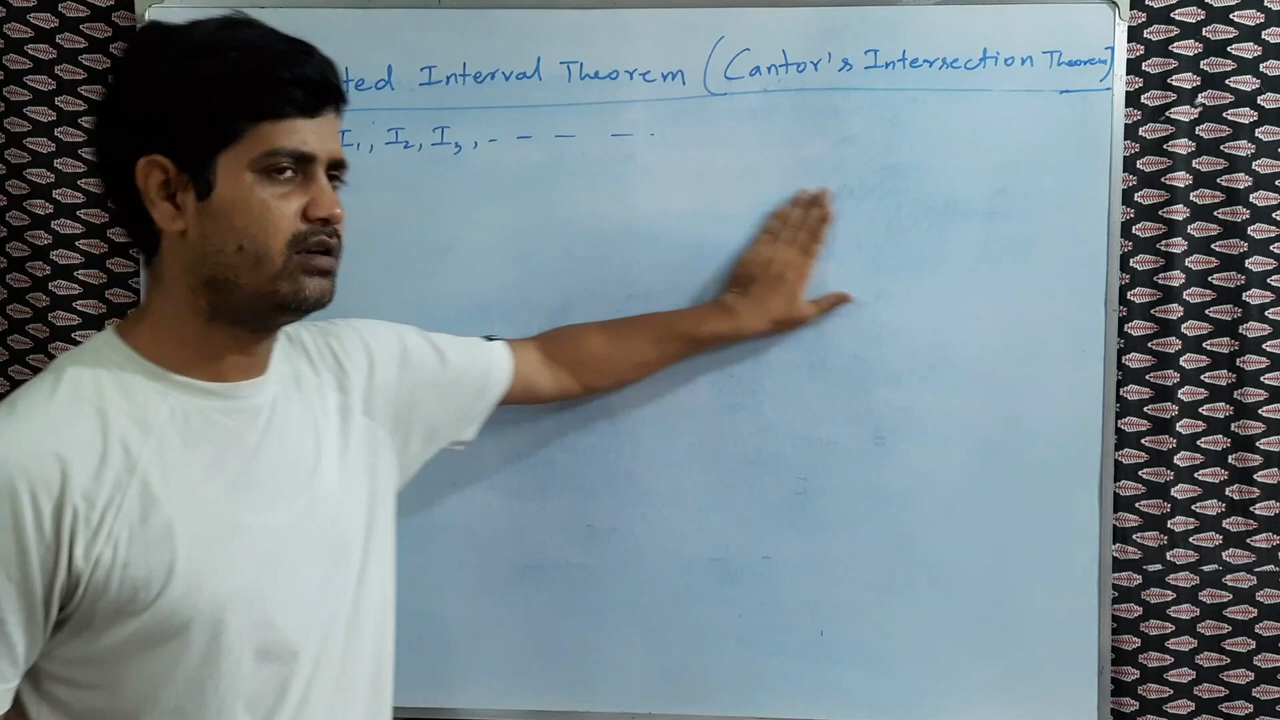 ted Interval Theorem (Cantor's Intersection Theorem]
I₁, I₂, I₃, - - - - .